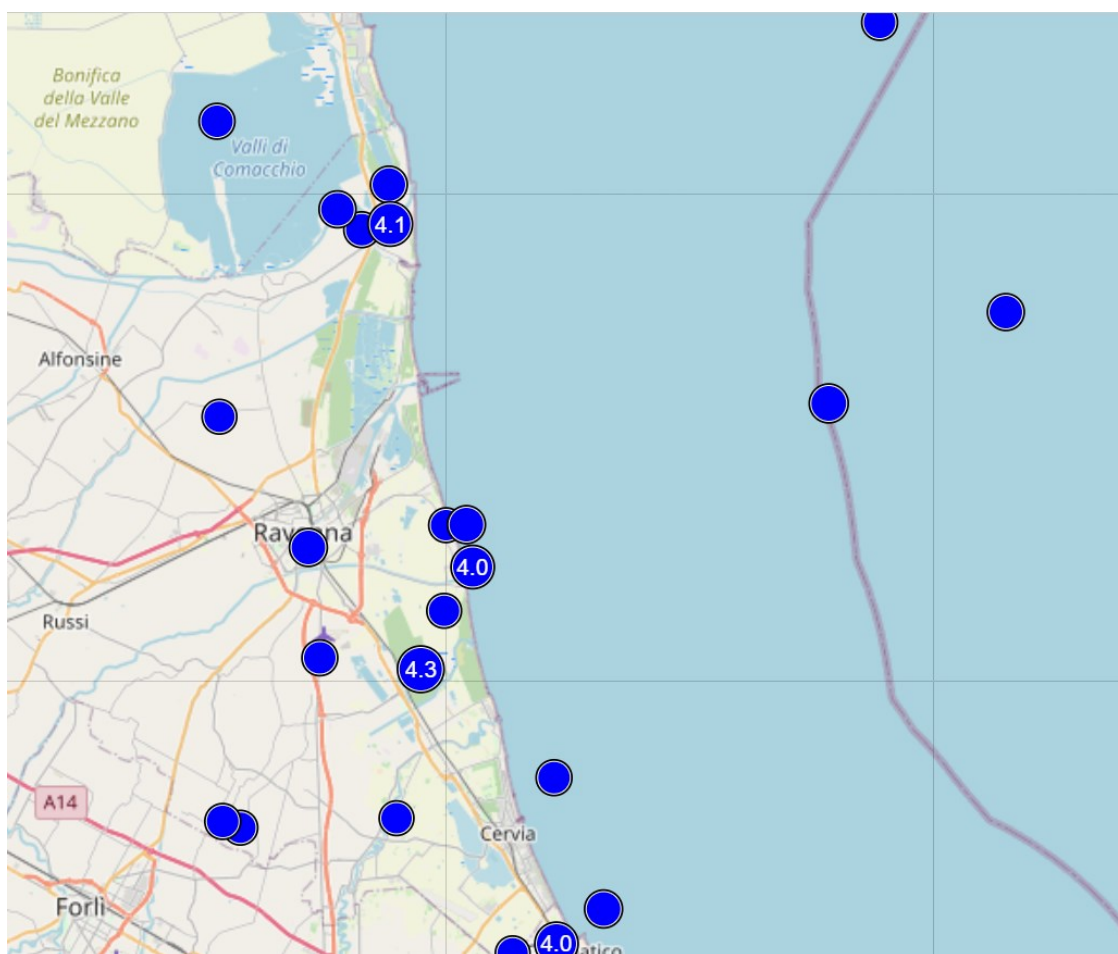 Bonifica
della Valle
del Mezzano
Valli di
Comacchio
4.1
Alfonsine
4.0
Russi
4.3
A14
Cervia
Forlì
4.0